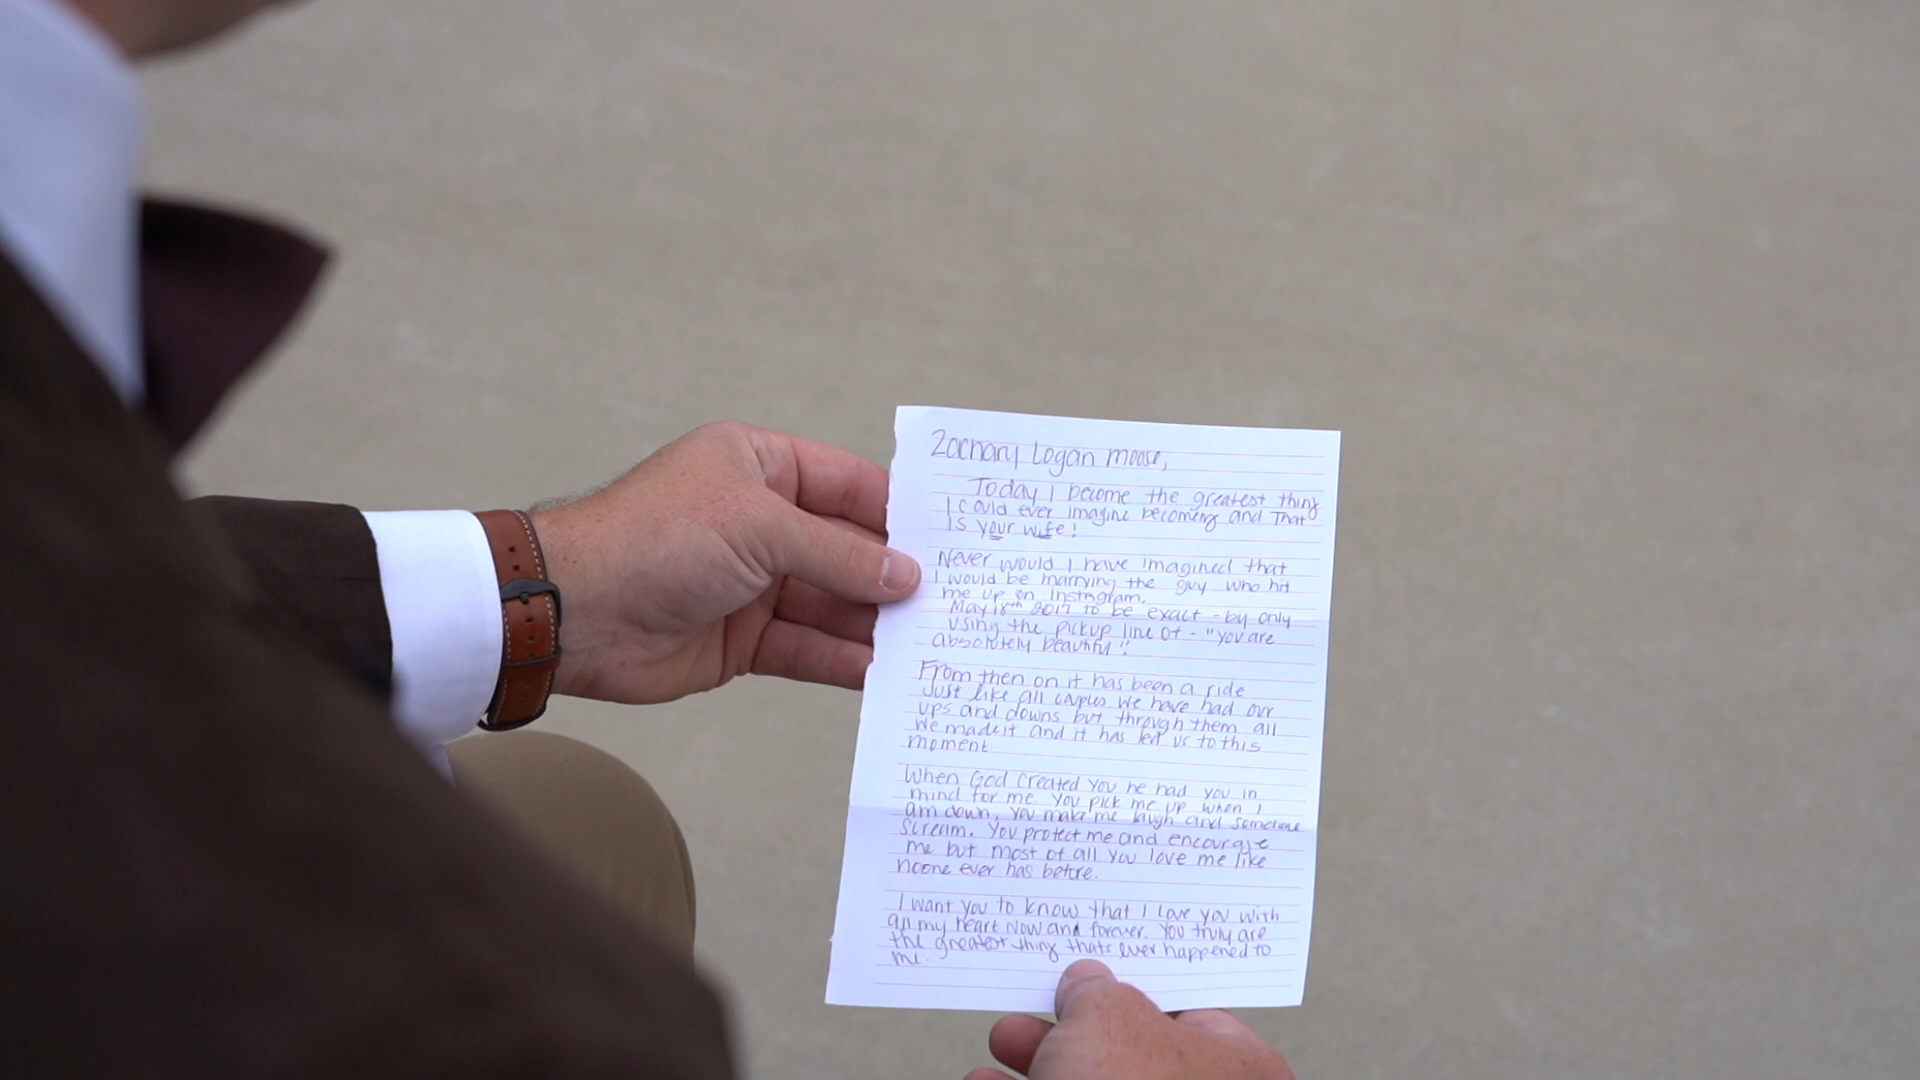 Zachary Logan Moose,
Today I become the greatest thing
I could ever imagine becoming and That
is your wife!
Never would I have imagined that
I would be marrying the guy who hit
me up on Instagram.
May 18th 2017 to be exact - by only
using the pickup line of - "you are
absolutely beautiful".
From then on it has been a ride
Just like all couples we have had our
ups and downs but through them all
we made it and it has led us to this
moment.
When God created you he had you in
mind for me. You pick me up when I
am down, you make me laugh and sometime
scream. You protect me and encourage
me but most of all you love me like
noone ever has before.
I want you to know that I love you with
all my heart now and forever. You truly are
the greatest thing thats ever happened to
me.